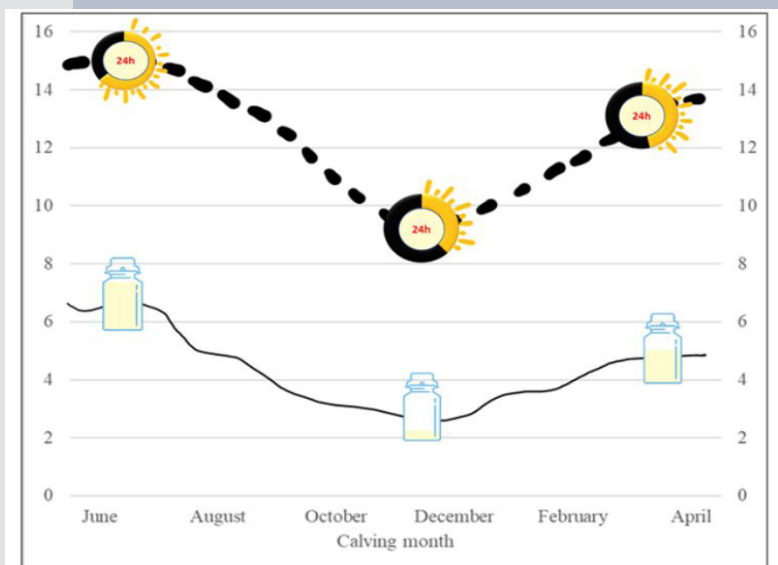 16 16
24h
14 14
24h
12 12
10 10
24h
8 8
6 6
4 4
2 2
0 0
June August October December February April
Calving month